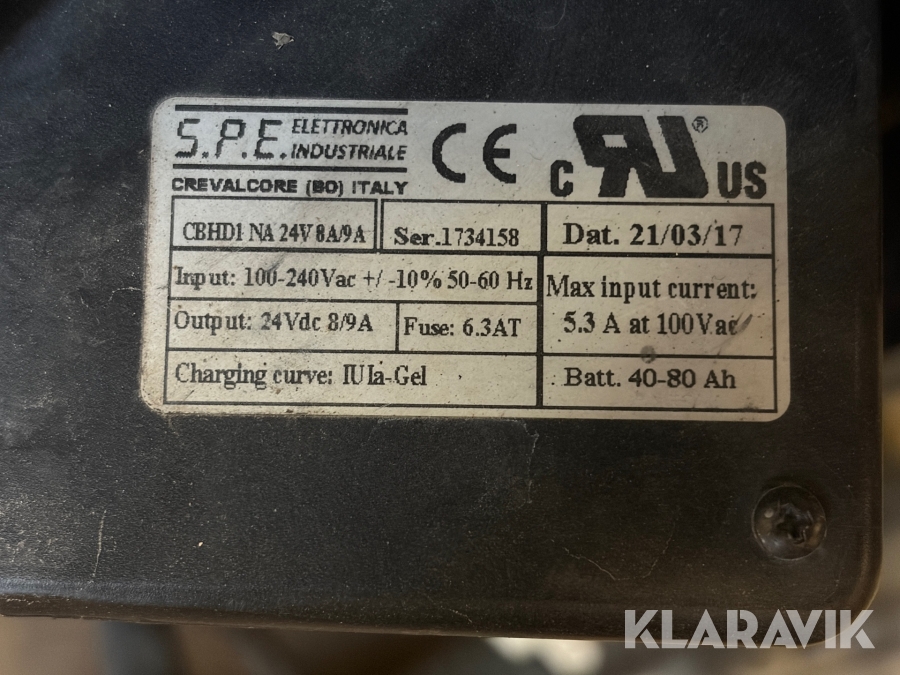 S.P.E. ELETTRONICA INDUSTRIALE
CE
C RU® US
CREVALCORE (BO) ITALY
CBHD1 NA 24V 8A/9A
Ser.1734158
Dat. 21/03/17
Input: 100-240Vac +/ -10% 50-60 Hz
Max input current:
5.3 A at 100Vac
Output: 24Vdc 8/9A
Fuse: 6.3AT
Charging curve: IUIa-Gel
Batt. 40-80 Ah
KLARAVIK